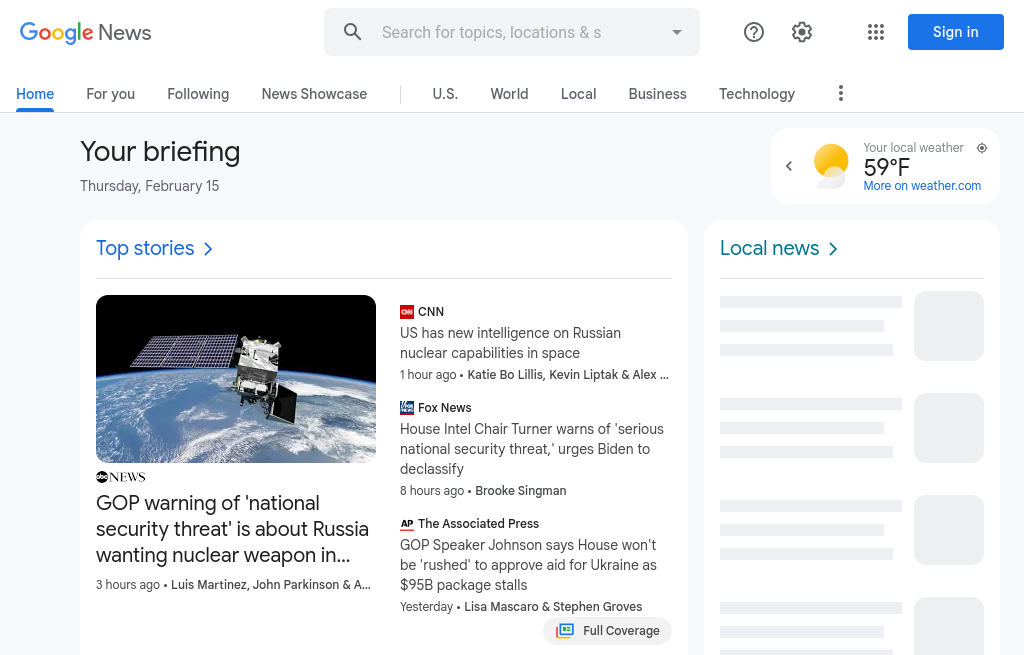 Google News
Search for topics, locations & s
Sign in
Home
For you
Following
News Showcase
U.S.
World
Local
Business
Technology
Your briefing
Thursday, February 15
Your local weather
59°F
More on weather.com
Top stories
abc NEWS
GOP warning of 'national
security threat' is about Russia
wanting nuclear weapon in...
3 hours ago • Luis Martinez, John Parkinson & A...
CNN
CNN
US has new intelligence on Russian
nuclear capabilities in space
1 hour ago • Katie Bo Lillis, Kevin Liptak & Alex ...
FOX NEWS
Fox News
House Intel Chair Turner warns of 'serious
national security threat,' urges Biden to
declassify
8 hours ago • Brooke Singman
AP
The Associated Press
GOP Speaker Johnson says House won't
be 'rushed' to approve aid for Ukraine as
$95B package stalls
Yesterday • Lisa Mascaro & Stephen Groves
Full Coverage
Local news